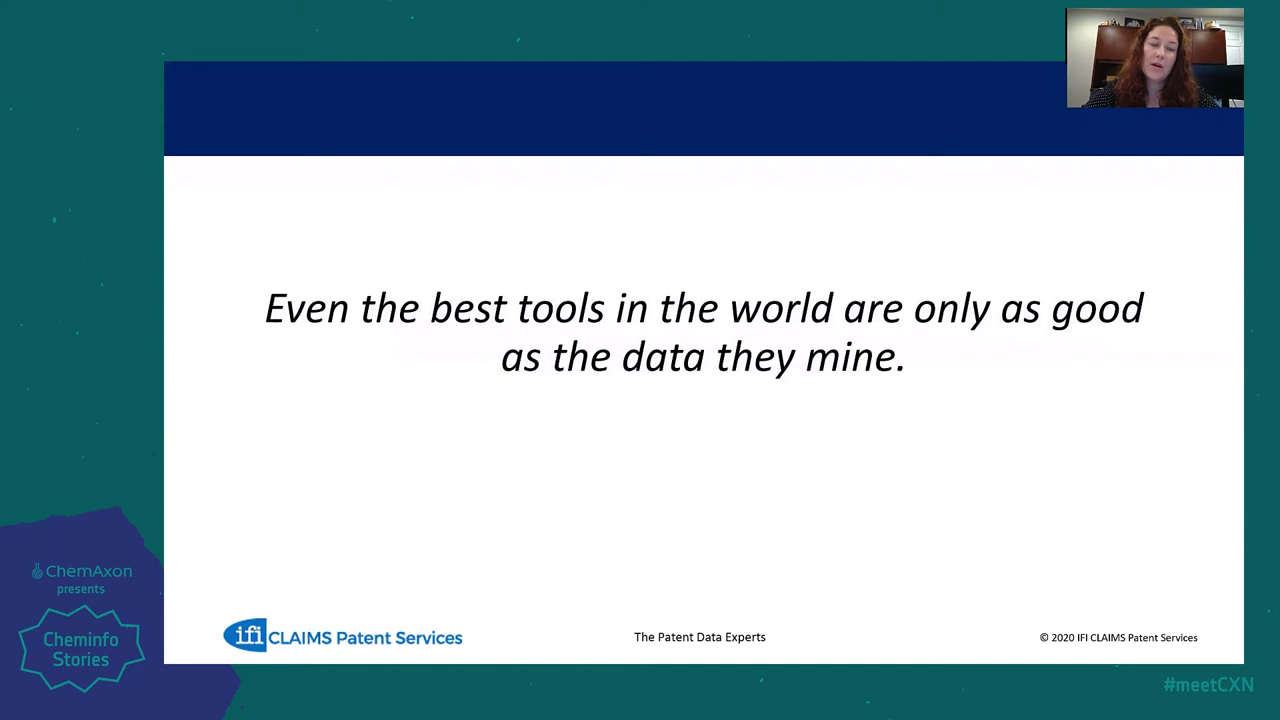 Even the best tools in the world are only as good
as the data they mine.
ifi CLAIMS Patent Services
The Patent Data Experts
© 2020 IFI CLAIMS Patent Services
ChemAxon
presents
Cheminfo
Stories
#meetCXN